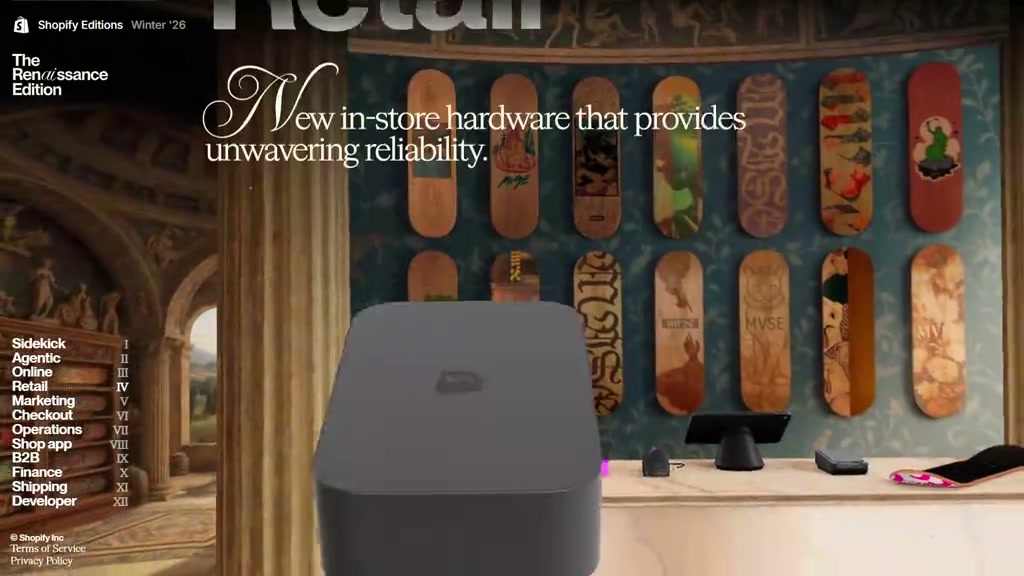 Retail
Shopify Editions Winter '26
The
Renaissance
Edition
New in-store hardware that provides
unwavering reliability.
MVSE
Sidekick I
Agentic II
Online III
Retail IV
Marketing V
Checkout VI
Operations VII
Shop app VIII
B2B IX
Finance X
Shipping XI
Developer XII
© Shopify Inc
Terms of Service
Privacy Policy